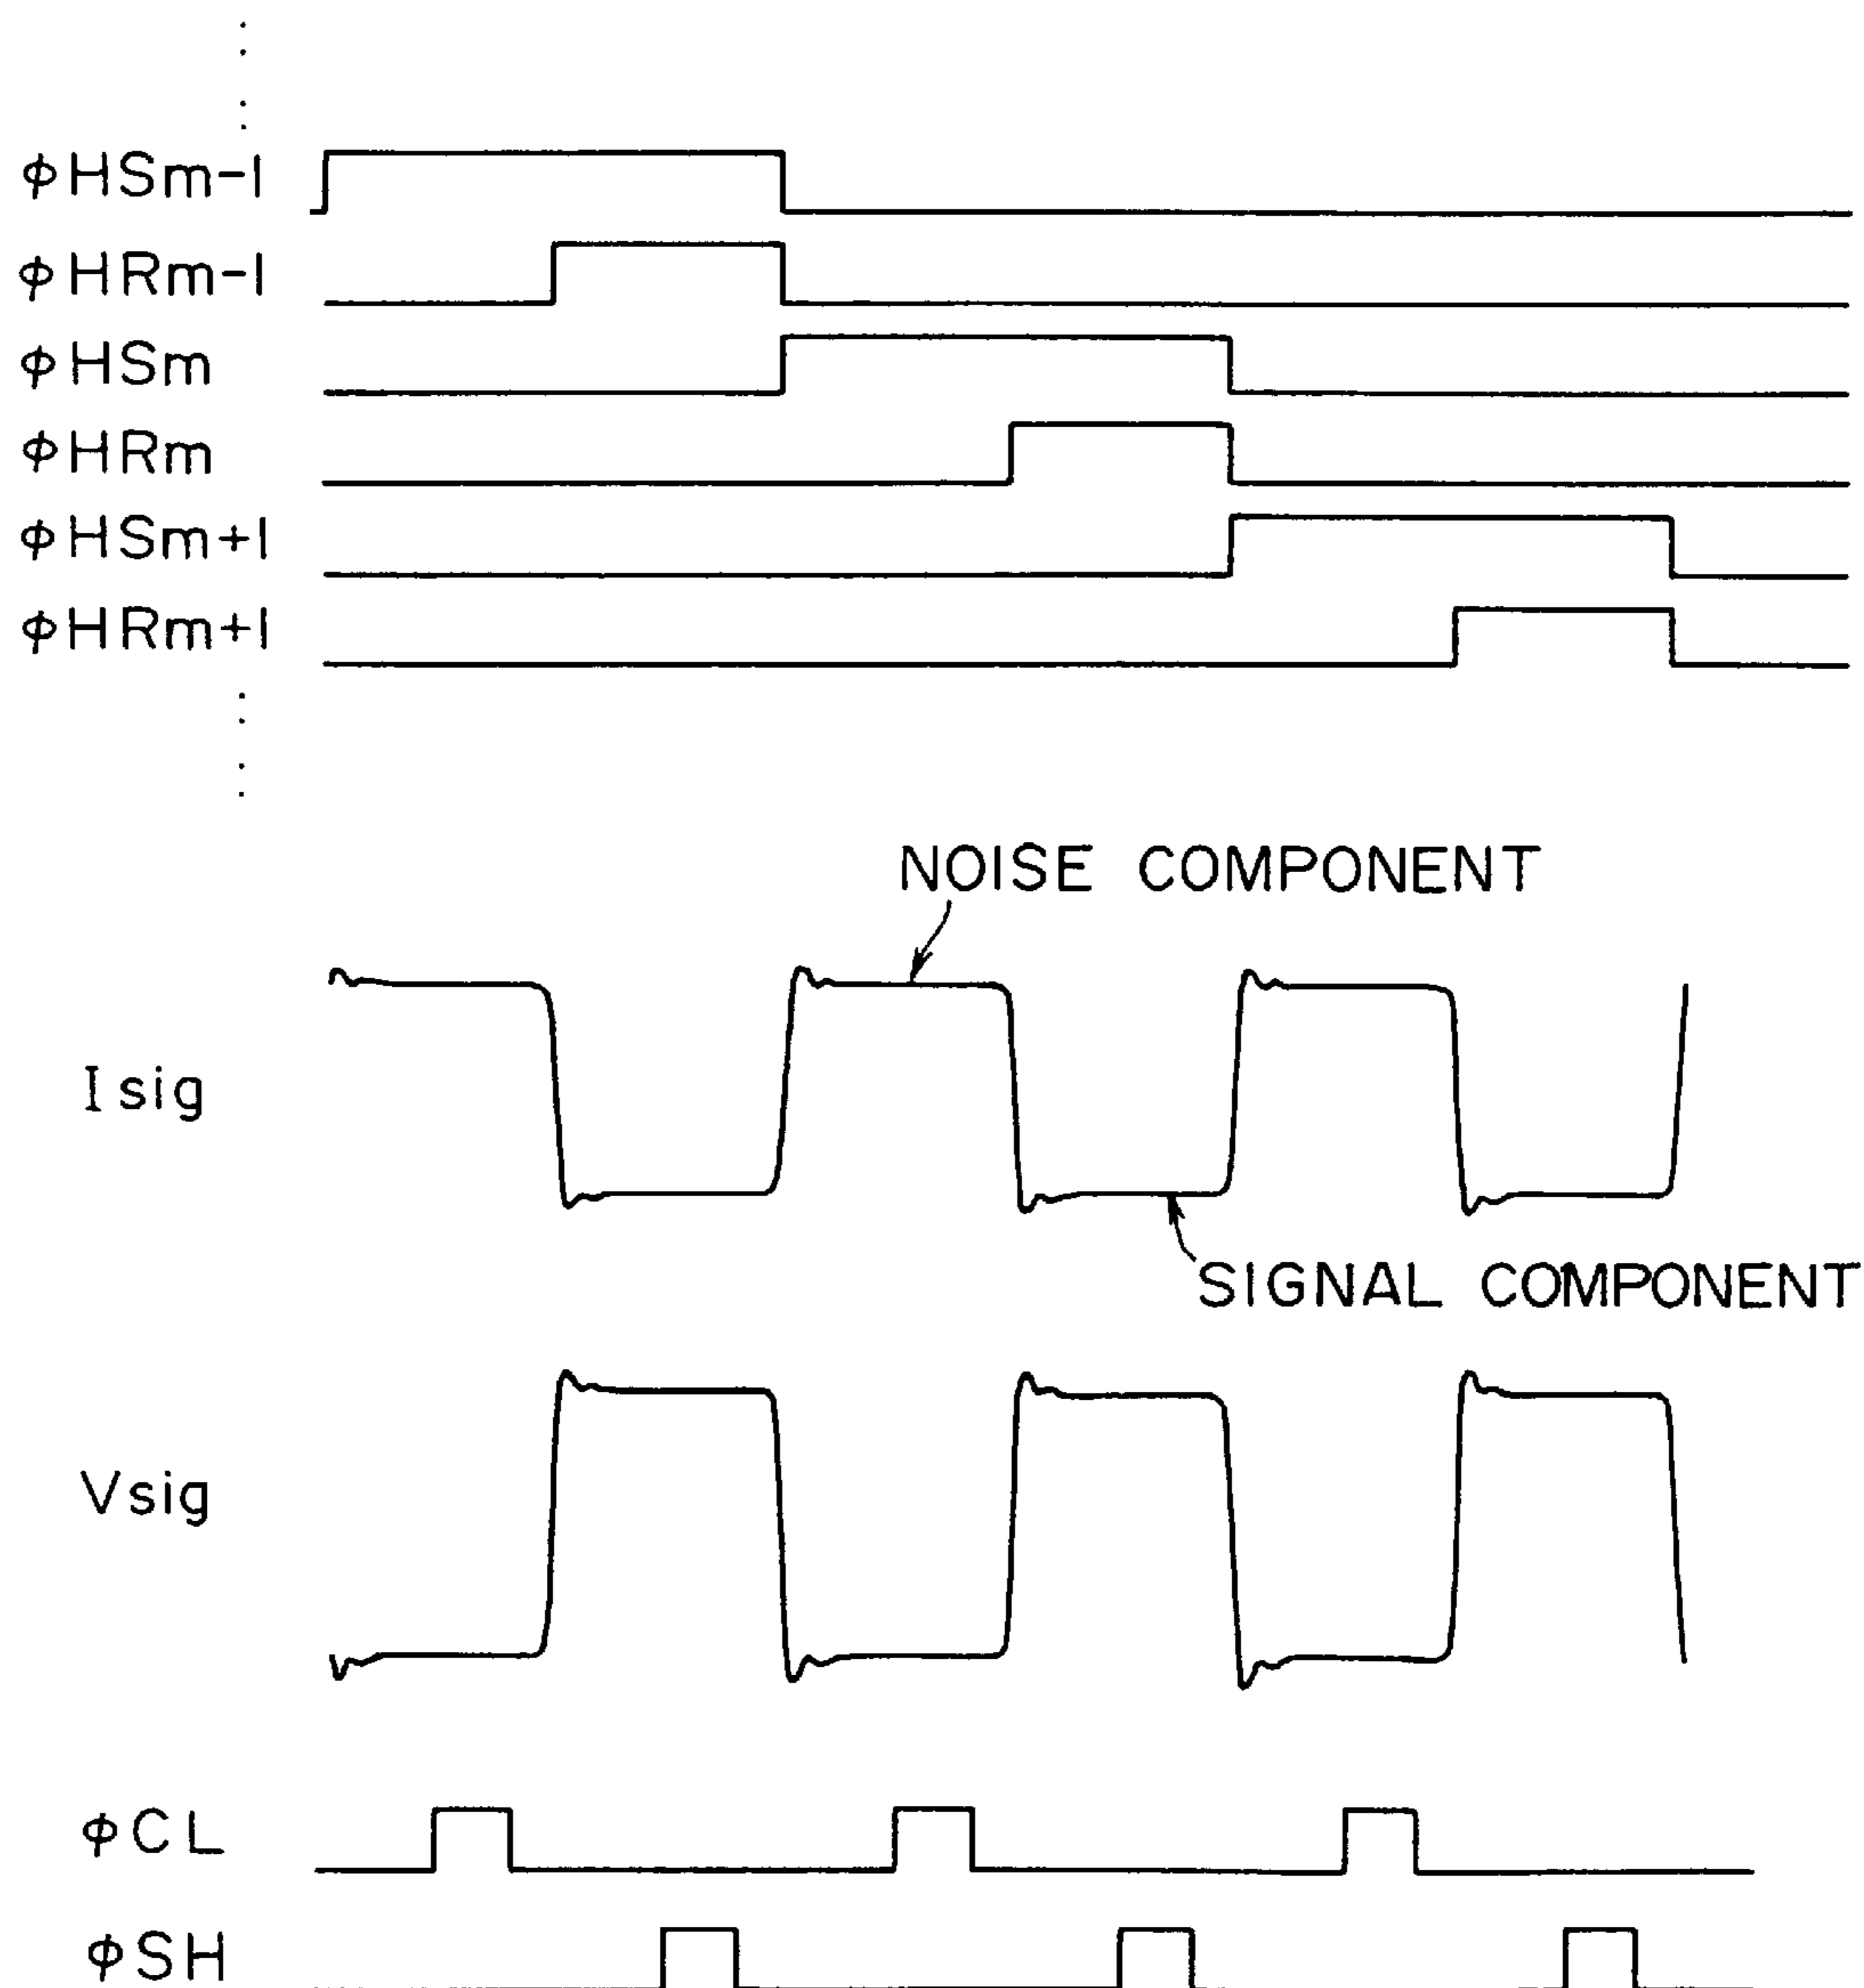 φHSm-1
φHRm-1
φHSm
φHRm
φHSm+1
φHRm+1
NOISE COMPONENT
Isig
SIGNAL COMPONENT
Vsig
φCL
φSH